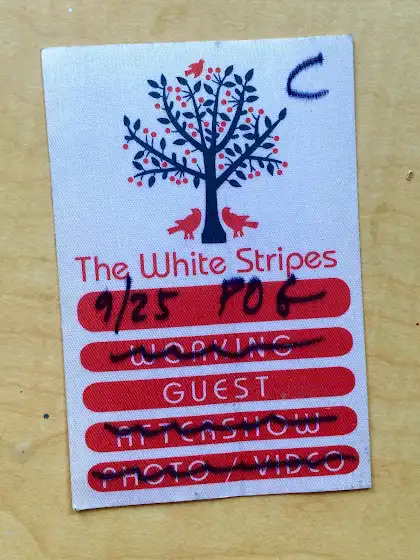 C
The White Stripes
9/25 POG
WORKING
GUEST
AFTERSHOW
PHOTO / VIDEO